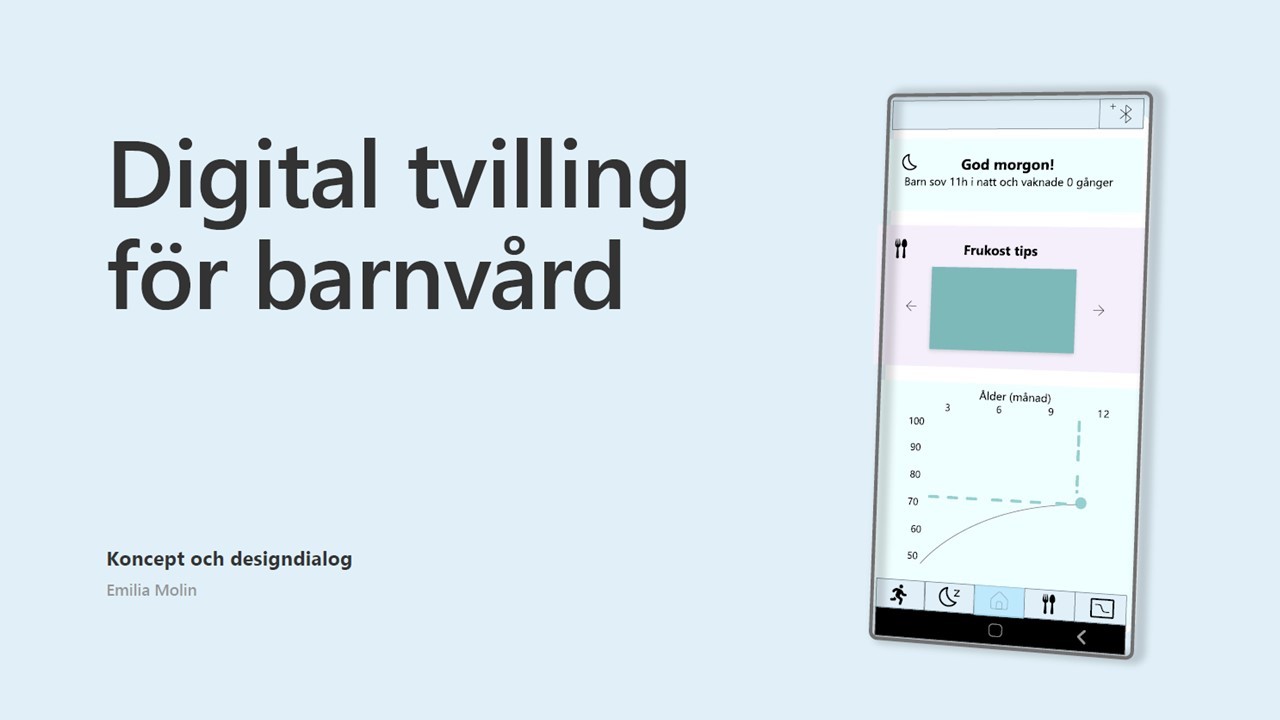 Digital tvilling
för barnvård
Koncept och designdialog
Emilia Molin
God morgon!
Barn sov 11h i natt och vaknade 0 gånger
Frukost tips
Ålder (månad)
3 6 9 12
100
90
80
70
60
50
z